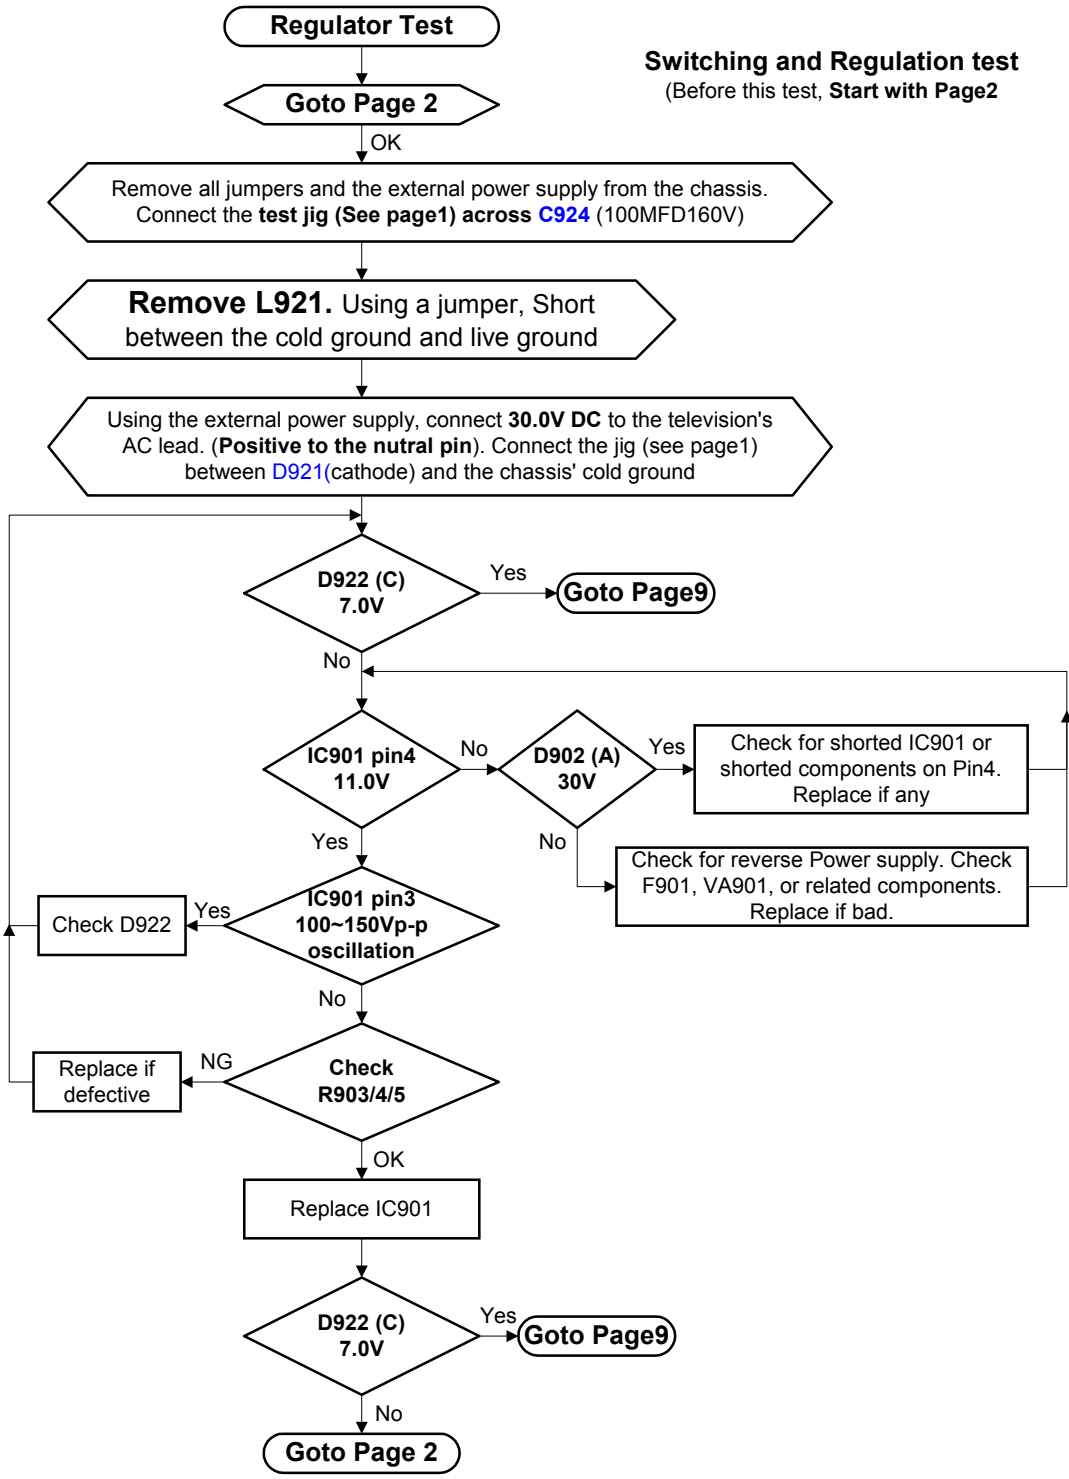 Regulator Test
Switching and Regulation test
(Before this test, Start with Page2
Goto Page 2
OK
Remove all jumpers and the external power supply from the chassis.
Connect the test jig (See page1) across C924 (100MFD160V)
Remove L921. Using a jumper, Short
between the cold ground and live ground
Using the external power supply, connect 30.0V DC to the television's
AC lead. (Positive to the nutral pin). Connect the jig (see page1)
between D921(cathode) and the chassis' cold ground
D922 (C)
7.0V
Yes
Goto Page9
No
IC901 pin4
11.0V
No
D902 (A)
30V
Yes
Check for shorted IC901 or
shorted components on Pin4.
Replace if any
No
Check for reverse Power supply. Check
F901, VA901, or related components.
Replace if bad.
Yes
IC901 pin3
100~150Vp-p
oscillation
Yes
Check D922
No
Check
R903/4/5
NG
Replace if
defective
OK
Replace IC901
D922 (C)
7.0V
Yes
Goto Page9
No
Goto Page 2